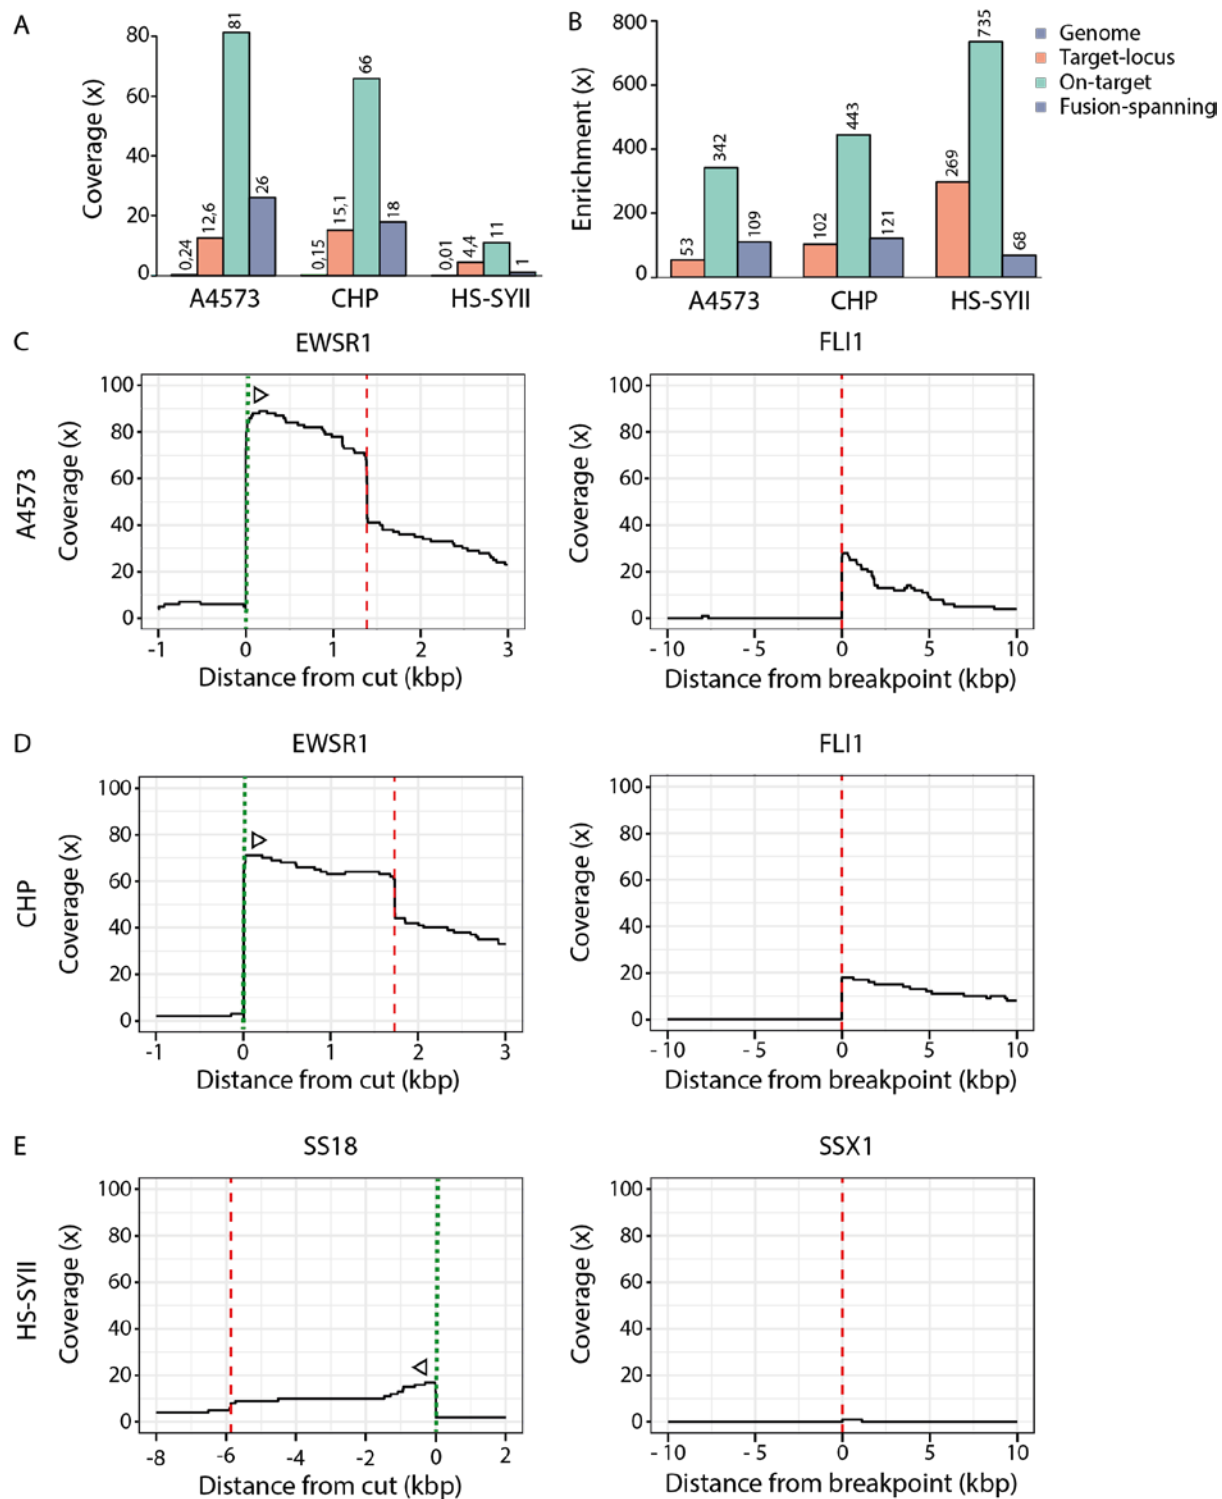 A
Coverage (x)
80
60
40
20
0
0,24
12,6
81
26
0,15
15,1
66
18
0,01
4,4
11
1
A4573
CHP
HS-SYII
B
Enrichment (x)
800
600
400
200
0
53
342
109
102
443
121
269
735
68
A4573
CHP
HS-SYII
Genome
Target-locus
On-target
Fusion-spanning
C
A4573
EWSR1
Coverage (x)
100
80
60
40
20
0
-1 0 1 2 3
Distance from cut (kbp)
FLI1
Coverage (x)
100
80
60
40
20
0
-10 -5 0 5 10
Distance from breakpoint (kbp)
D
CHP
EWSR1
Coverage (x)
100
80
60
40
20
0
-1 0 1 2 3
Distance from cut (kbp)
FLI1
Coverage (x)
100
80
60
40
20
0
-10 -5 0 5 10
Distance from breakpoint (kbp)
E
HS-SYII
SS18
Coverage (x)
100
80
60
40
20
0
-8 -6 -4 -2 0 2
Distance from cut (kbp)
SSX1
Coverage (x)
100
80
60
40
20
0
-10 -5 0 5 10
Distance from breakpoint (kbp)